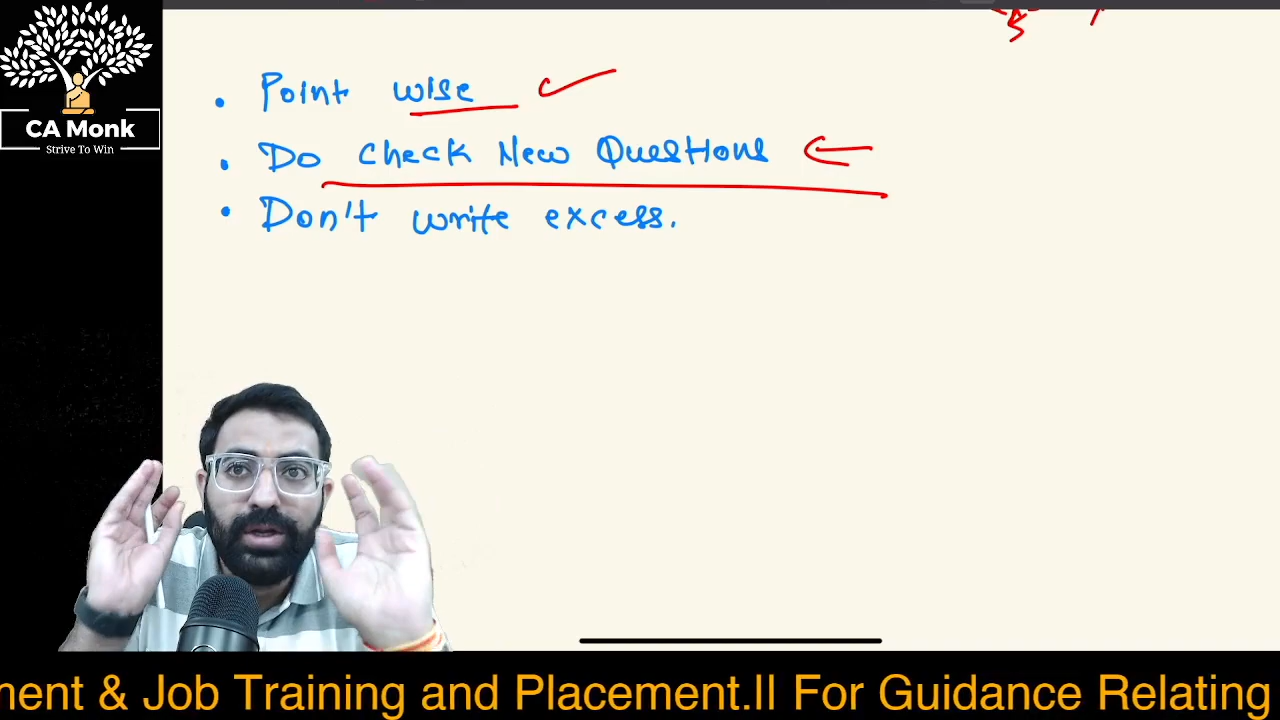 • Point wise
CA Monk
Strive To Win
• Do check New Questions
• Don't write excess.
ment & Job Training and Placement.II For Guidance Relating